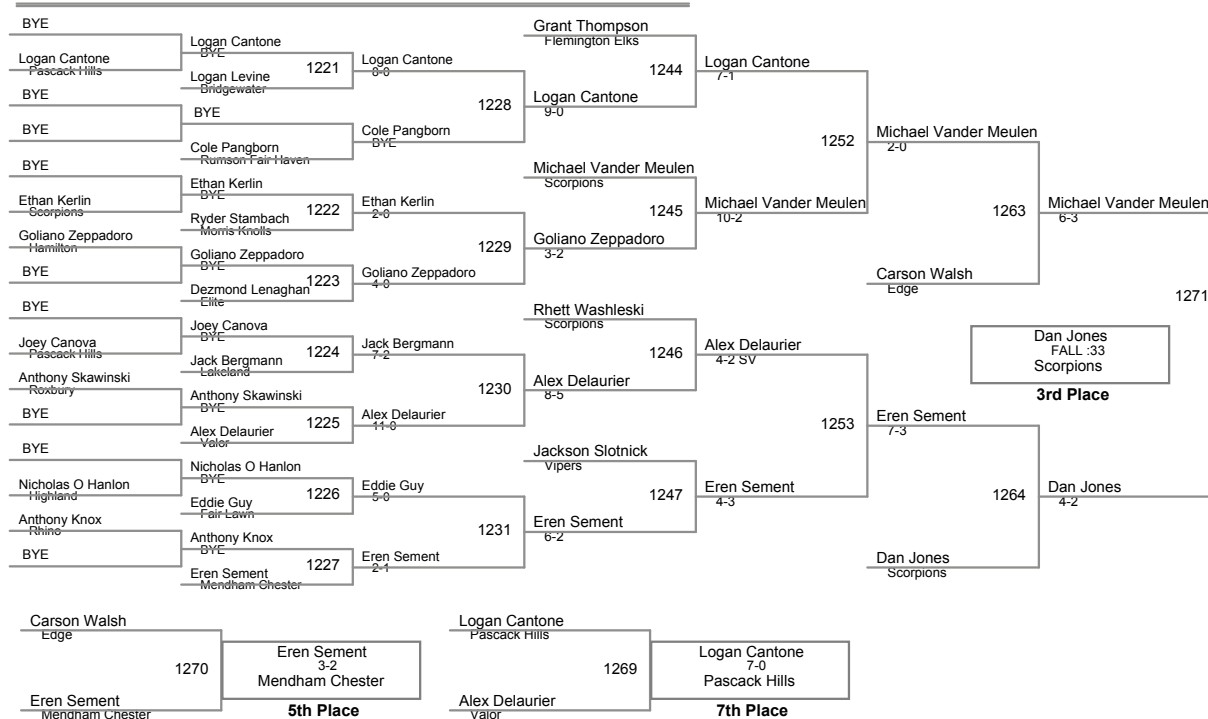 BYE
Logan Cantone
Pascack Hills
BYE
BYE
BYE
Ethan Kerlin
Scorpions
Goliano Zeppadoro
Hamilton
BYE
BYE
Joey Canova
Pascack Hills
Anthony Skawinski
Roxbury
BYE
BYE
Nicholas O Hanlon
Highland
Anthony Knox
Rhino
BYE
Logan Cantone
BYE
1221
Logan Levine
Bridgewater
BYE
Cole Pangborn
Rumson Fair Haven
Ethan Kerlin
BYE
1222
Ryder Stambach
Morris Knolls
Goliano Zeppadoro
BYE
1223
Dezmond Lenaghan
Elite
Joey Canova
BYE
1224
Jack Bergmann
Lakeland
Anthony Skawinski
BYE
1225
Alex Delaurier
Valor
Nicholas O Hanlon
BYE
1226
Eddie Guy
Fair Lawn
Anthony Knox
BYE
1227
Eren Sement
Mendham Chester
Logan Cantone
8-0
1228
Cole Pangborn
BYE
Ethan Kerlin
2-0
1229
Goliano Zeppadoro
4-0
Jack Bergmann
7-2
1230
Alex Delaurier
11-0
Eddie Guy
5-0
1231
Eren Sement
2-1
Grant Thompson
Flemington Elks
1244
Logan Cantone
9-0
Michael Vander Meulen
Scorpions
1245
Goliano Zeppadoro
3-2
Rhett Washleski
Scorpions
1246
Alex Delaurier
8-5
Jackson Slotnick
Vipers
1247
Eren Sement
6-2
Logan Cantone
7-1
1252
Michael Vander Meulen
10-2
Alex Delaurier
4-2 SV
1253
Eren Sement
4-3
Michael Vander Meulen
2-0
1263
Carson Walsh
Edge
Eren Sement
7-3
1264
Dan Jones
Scorpions
Michael Vander Meulen
6-3
1271
Dan Jones
FALL :33
Scorpions
3rd Place
Dan Jones
4-2
Carson Walsh
Edge
1270
Eren Sement
Mendham Chester
Eren Sement
3-2
Mendham Chester
5th Place
Logan Cantone
Pascack Hills
1269
Alex Delaurier
Valor
Logan Cantone
7-0
Pascack Hills
7th Place